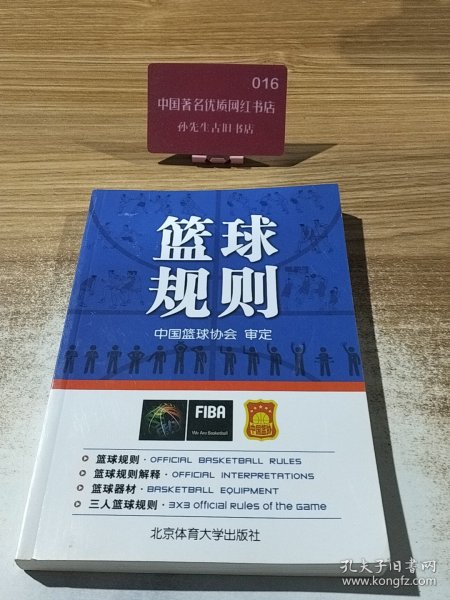 016
中国著名优质网红书店
孙先生古旧书店
篮球
规则
中国篮球协会 审定
FIBA
We Are Basketball
中国篮协
篮球规则 · OFFICIAL BASKETBALL RULES
篮球规则解释 · OFFICIAL INTERPRETATIONS
篮球器材 · BASKETBALL EQUIPMENT
三人篮球规则 · 3X3 Official Rules of the Game
北京体育大学出版社
孔夫子旧书网
www.kongfz.com